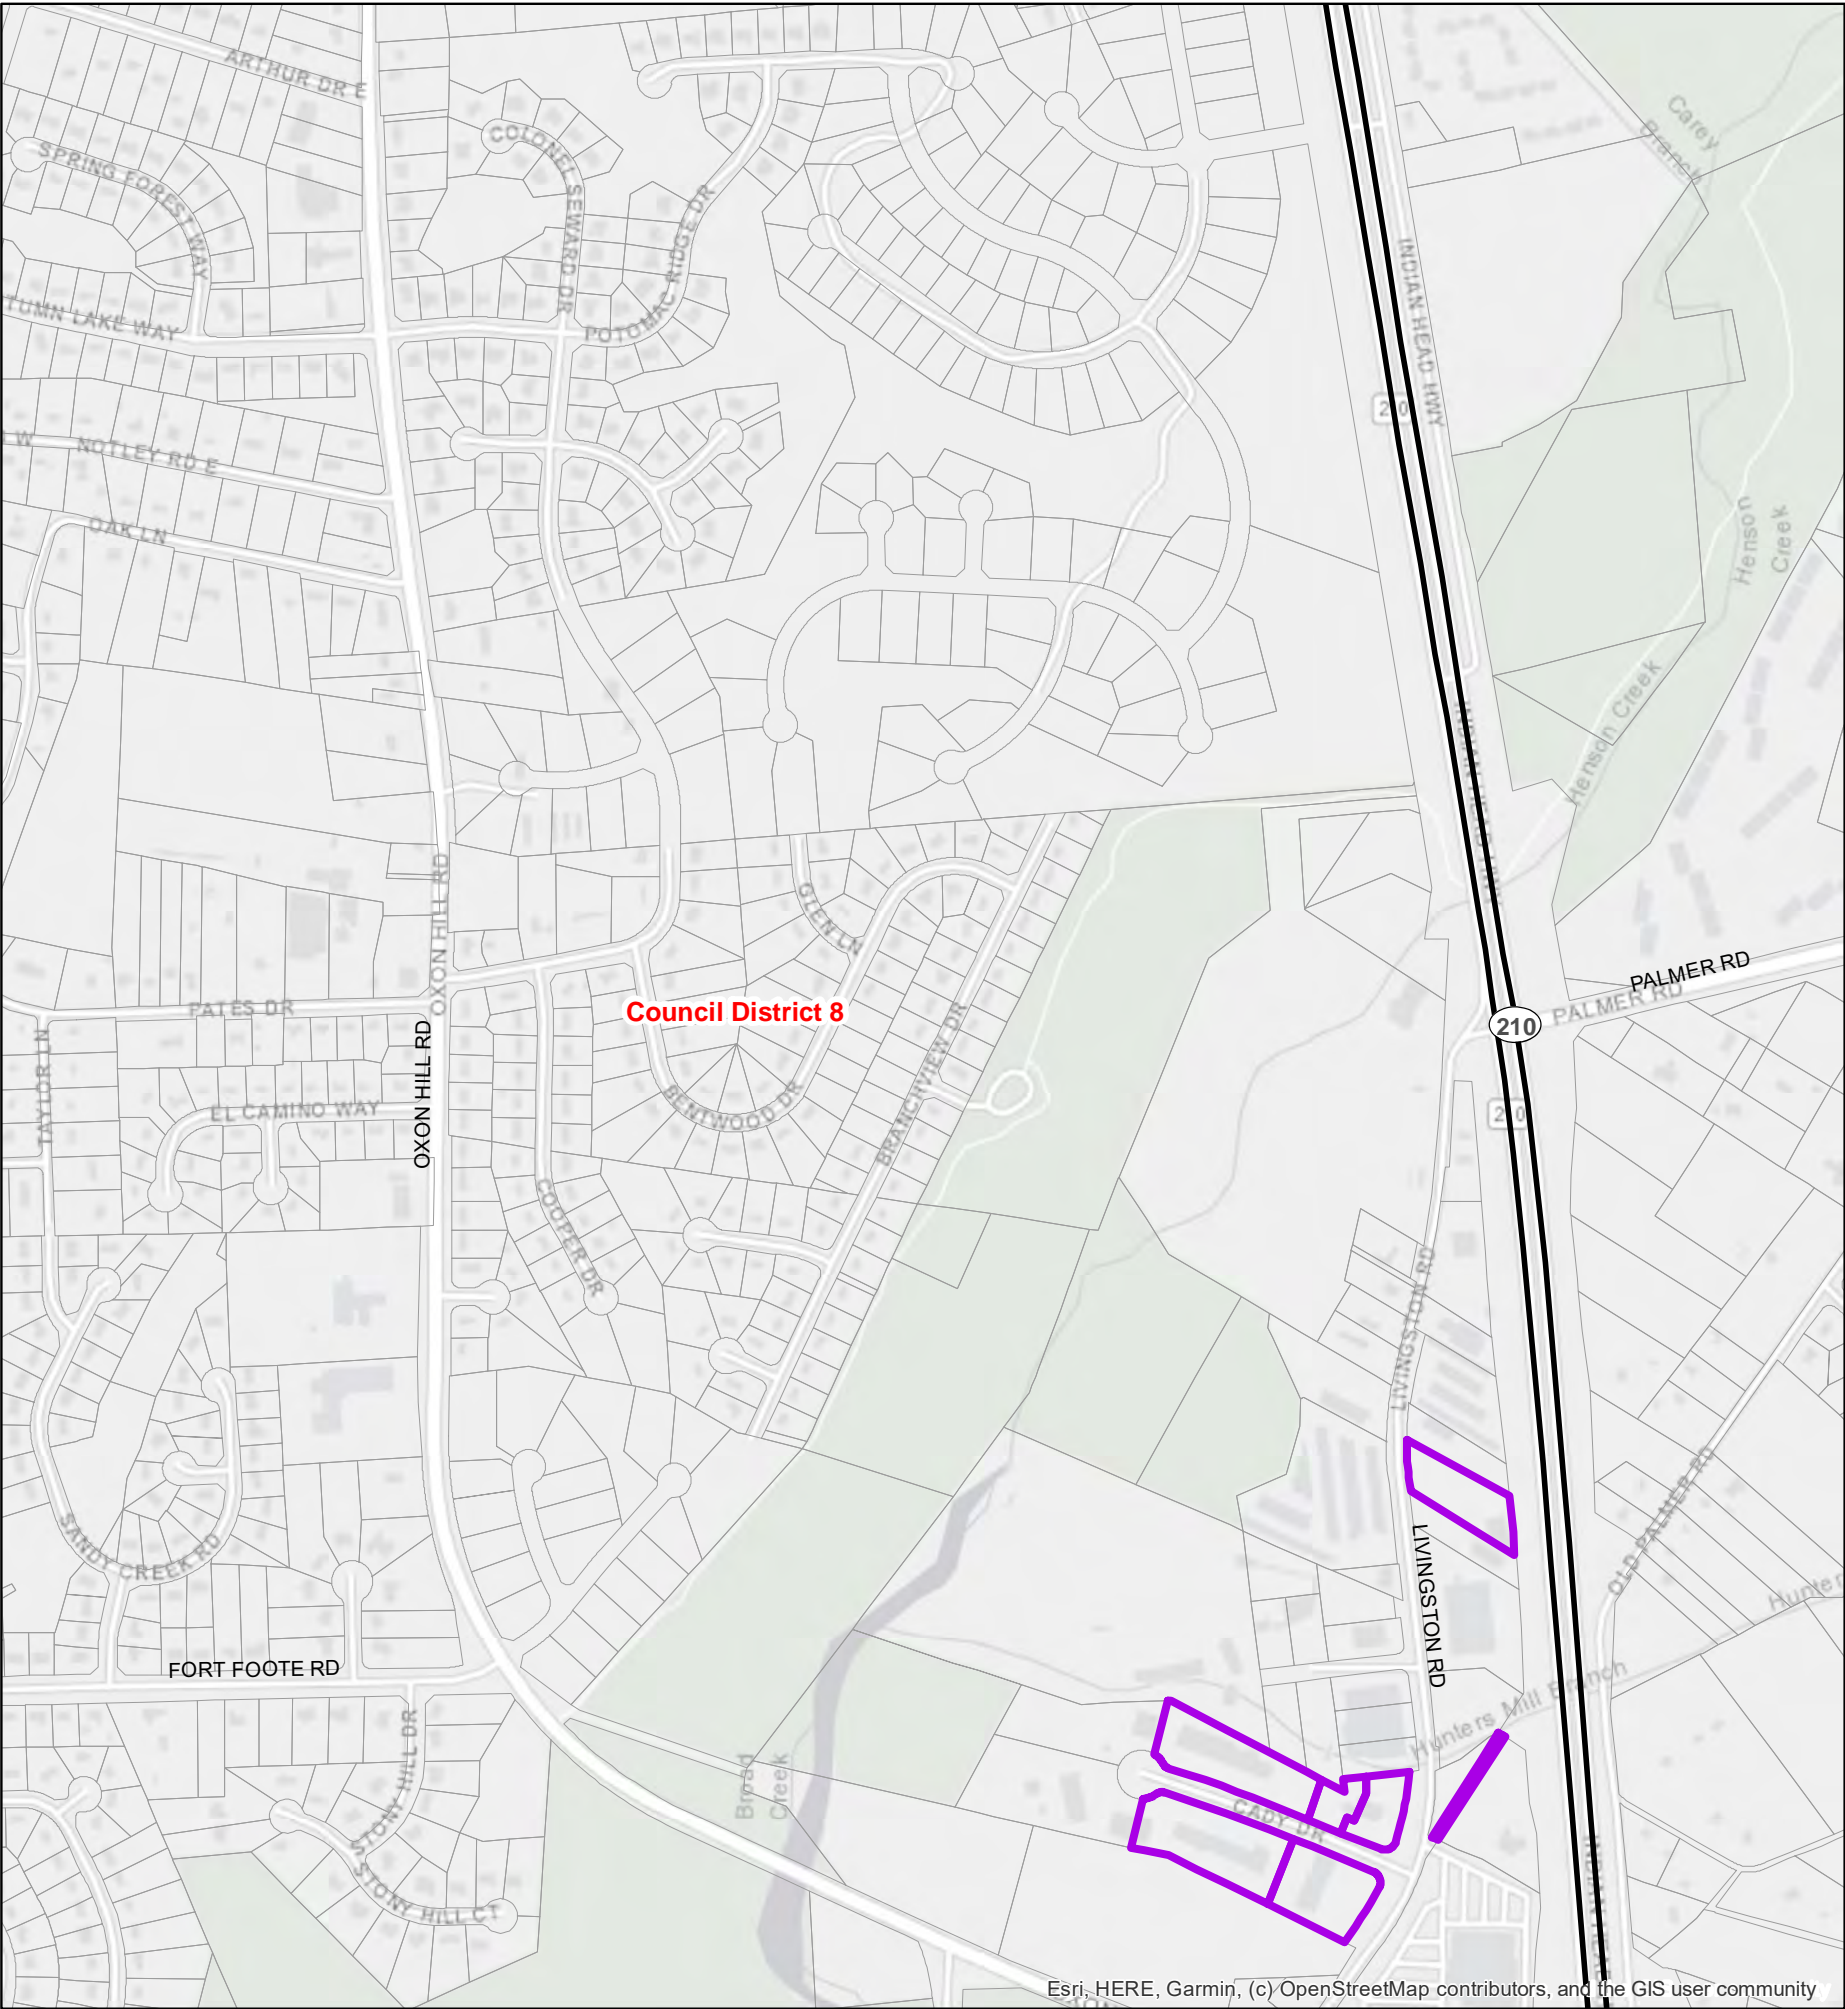 ARTHUR DR E
SPRING FOREST WAY
COLONEL SEWARD DR
POTOMAC RIDGE DR
TUMN LAKE WAY
Carey
Branch
INDIAN HEAD HWY
NOTLEY RD E
OAK LN
Henson
Creek
Henson Creek
INDIAN HEAD HWY
OXON HILL RD
GLEN LN
PALMER RD
PALMER RD
PATES DR
Council District 8
210
TAYLOR LN
OXON HILL RD
EL CAMINO WAY
BENTWOOD DR
BRANCHVIEW DR
COOPER DR
LIVINGSTON RD
SANDY CREEK RD
OLD PALMER RD
LIVINGSTON RD
Hunter
FORT FOOTE RD
Hunters Mill Branch
STONY HILL DR
Broad
Creek
CADY DR
STONY HILL CT
Esri, HERE, Garmin, (c) OpenStreetMap contributors, and the GIS user community